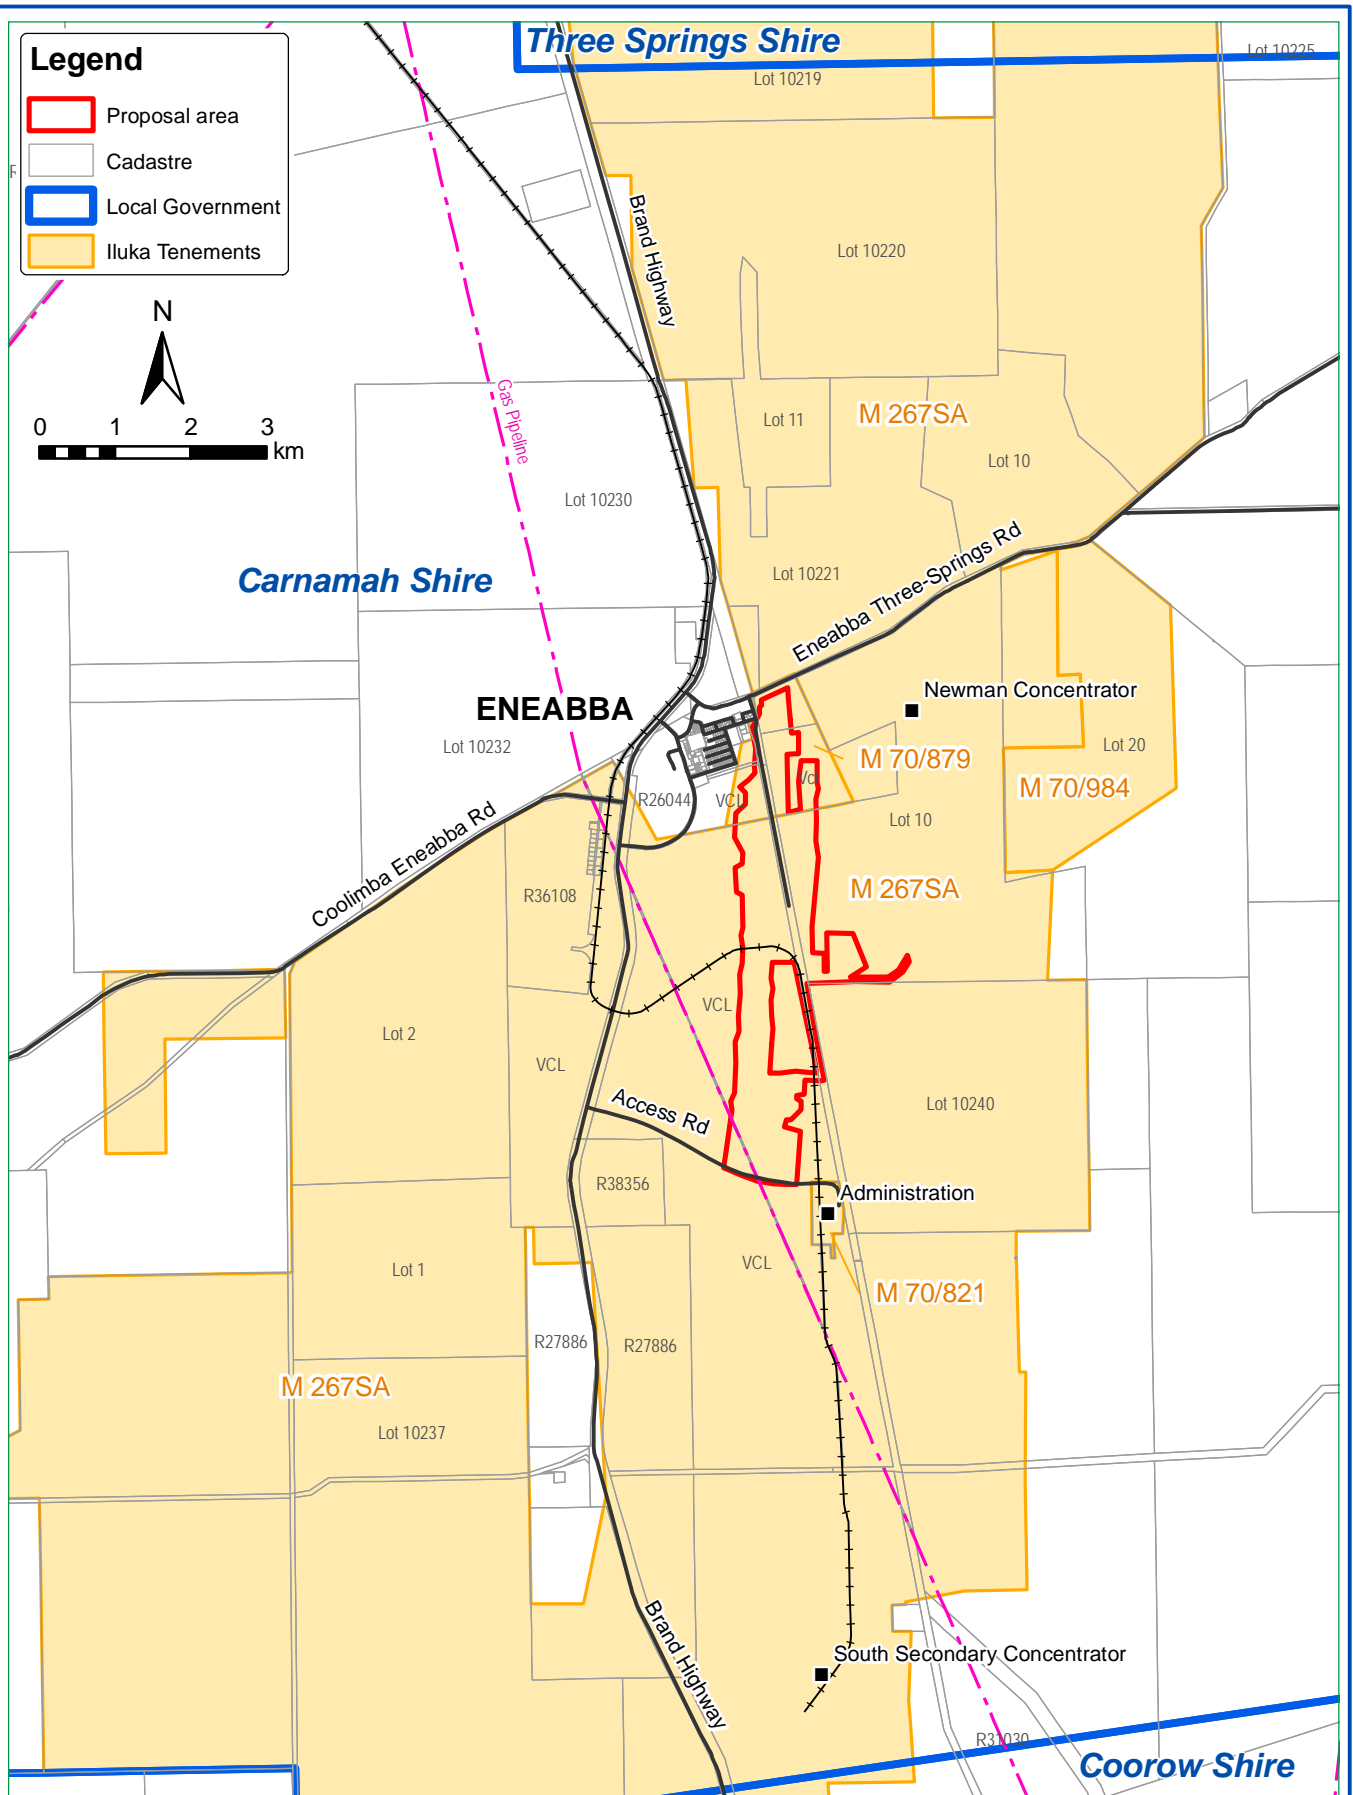 Three Springs Shire
Lot 10225
Legend
Proposal area
Cadastre
Local Government
Iluka Tenements
Lot 10219
Brand Highway
Lot 10220
N
0 1 2 3
km
Gas Pipeline
Lot 11
M 267SA
Lot 10
Lot 10230
Carnamah Shire
Lot 10221
Eneabba Three-Springs Rd
Newman Concentrator
ENEABBA
Lot 10232
M 70/879
Lot 20
M 70/984
Vcl
R26044
VCL
Lot 10
Coolimba Eneabba Rd
R36108
M 267SA
VCL
Lot 2
VCL
Access Rd
Lot 10240
R38356
Administration
VCL
Lot 1
M 70/821
R27886
R27886
M 267SA
Lot 10237
Brand Highway
South Secondary Concentrator
R31030
Coorow Shire